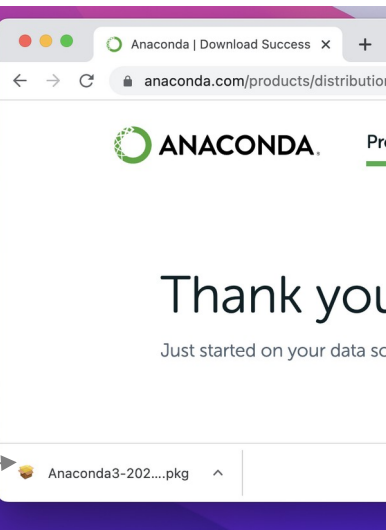 Anaconda | Download Success
anaconda.com/products/distribution
ANACONDA.
Pr
Thank you
Just started on your data sc
Anaconda3-202....pkg